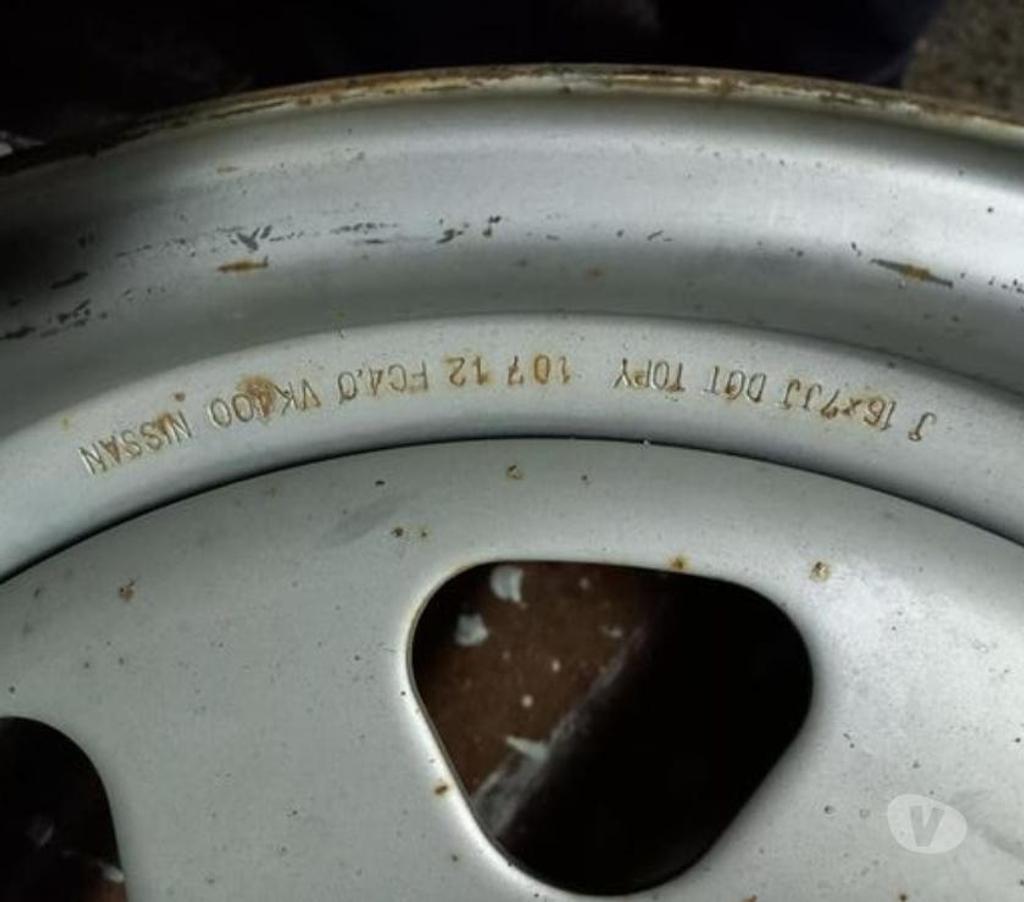 J 16x7JJ DOT TOPY 107 12 FC4.0 VK400 NISSAN
V